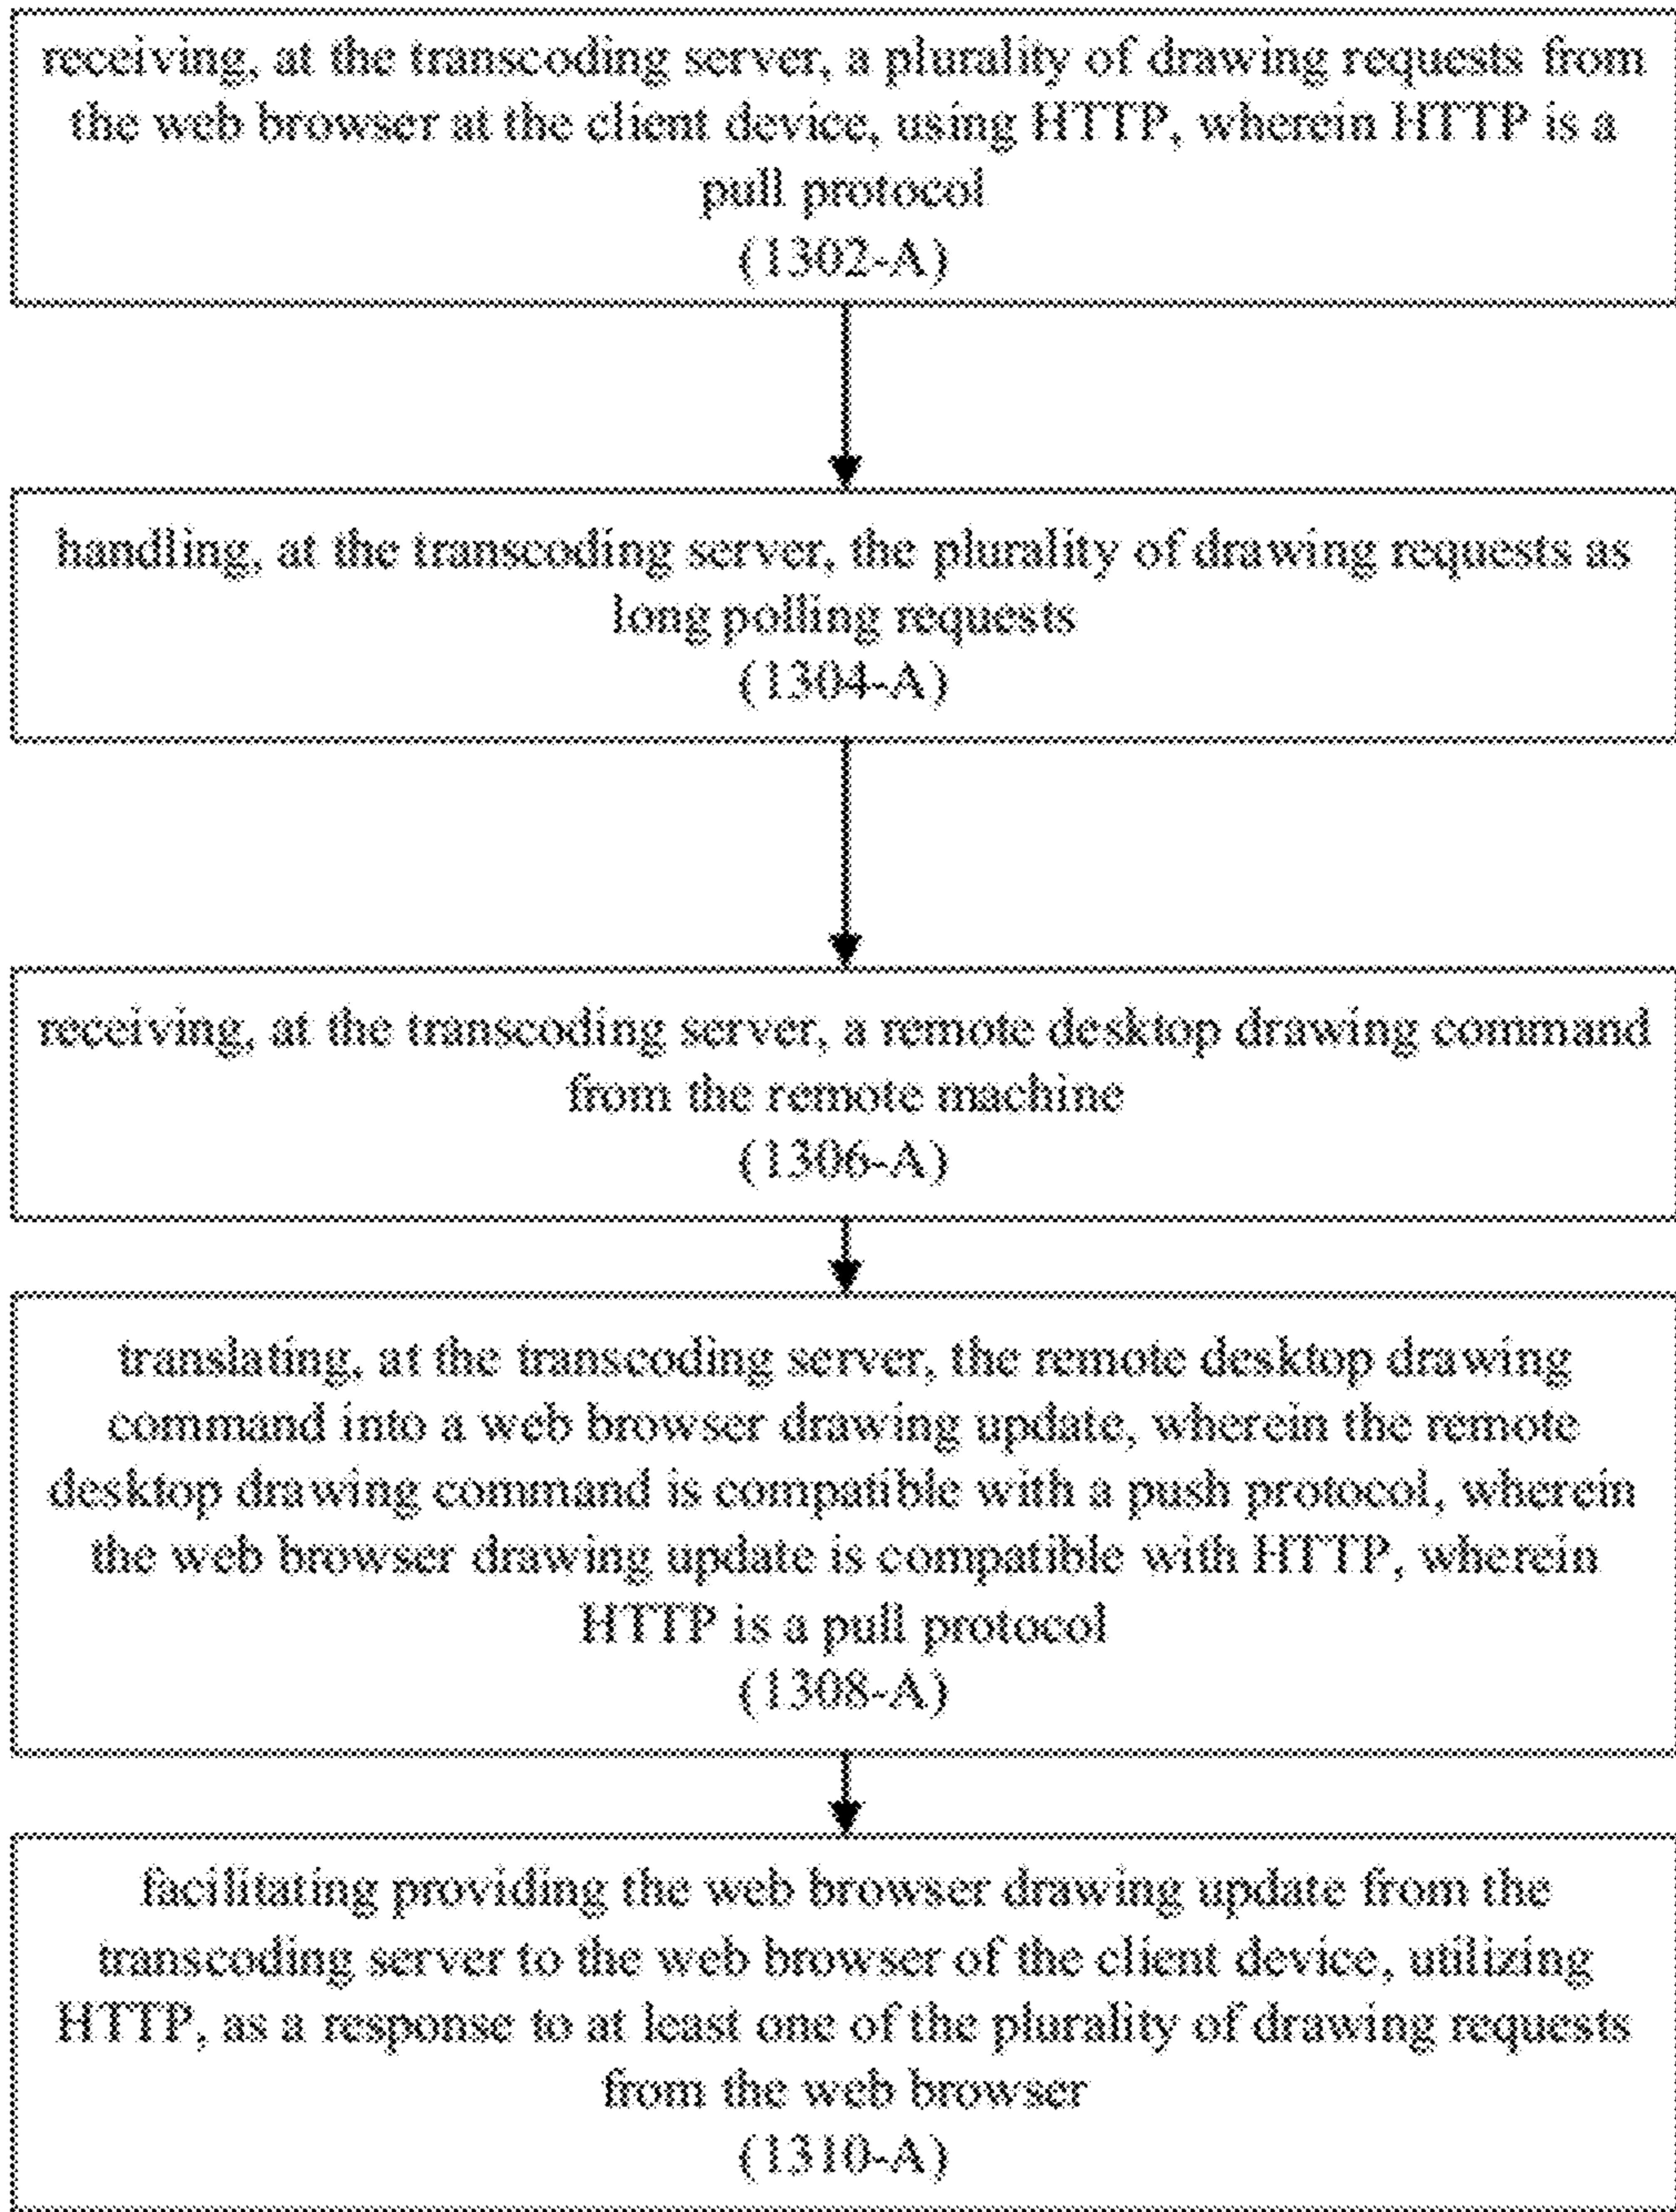 receiving, at the transcoding server, a plurality of drawing requests from
the web browser at the client device, using HTTP, wherein HTTP is a
pull protocol
(1302-A)
handling, at the transcoding server, the plurality of drawing requests as
long polling requests
(1304-A)
receiving, at the transcoding server, a remote desktop drawing command
from the remote machine
(1306-A)
translating, at the transcoding server, the remote desktop drawing
command into a web browser drawing update, wherein the remote
desktop drawing command is compatible with a push protocol, wherein
the web browser drawing update is compatible with HTTP, wherein
HTTP is a pull protocol
(1308-A)
facilitating providing the web browser drawing update from the
transcoding server to the web browser of the client device, utilizing
HTTP, as a response to at least one of the plurality of drawing requests
from the web browser
(1310-A)